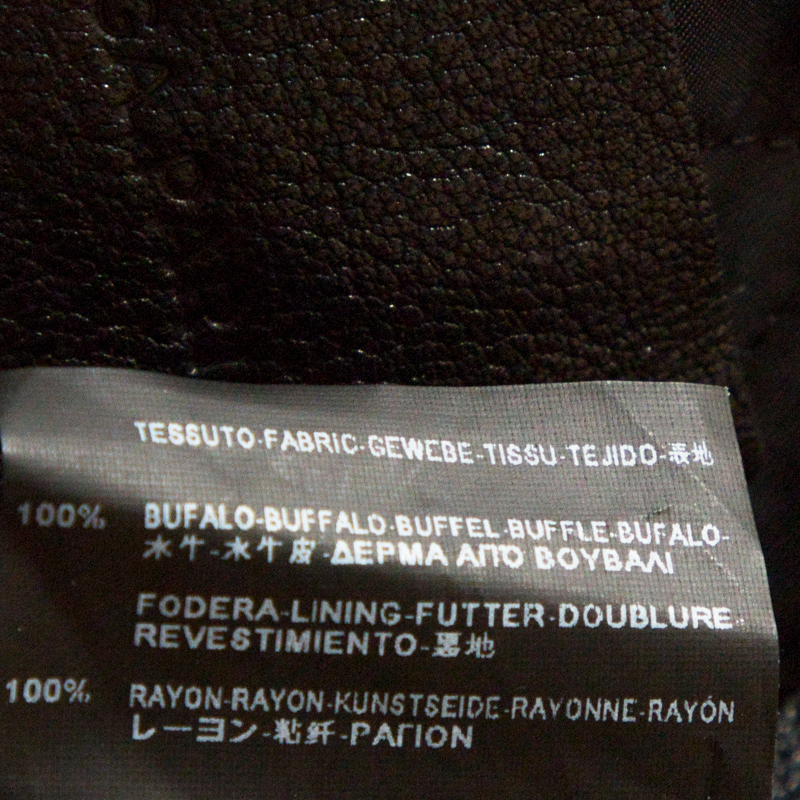 TESSUTO-FABRIC-GEWEBE-TISSU-TEJIDO-表地
100% BUFALO-BUFFALO-BUFFEL-BUFFLE-BUFALO-
水牛-水牛皮-ΔΕΡΜΑ ΑΠΟ ΒΟΥΒΑΛΙ
FODERA-LINING-FUTTER-DOUBLURE
REVESTIMIENTO-裏地
100% RAYON-RAYON-KUNSTSEIDE-RAYONNE-RAYÓN
レーヨン-粘纤-ΡΑΓΙΟΝ